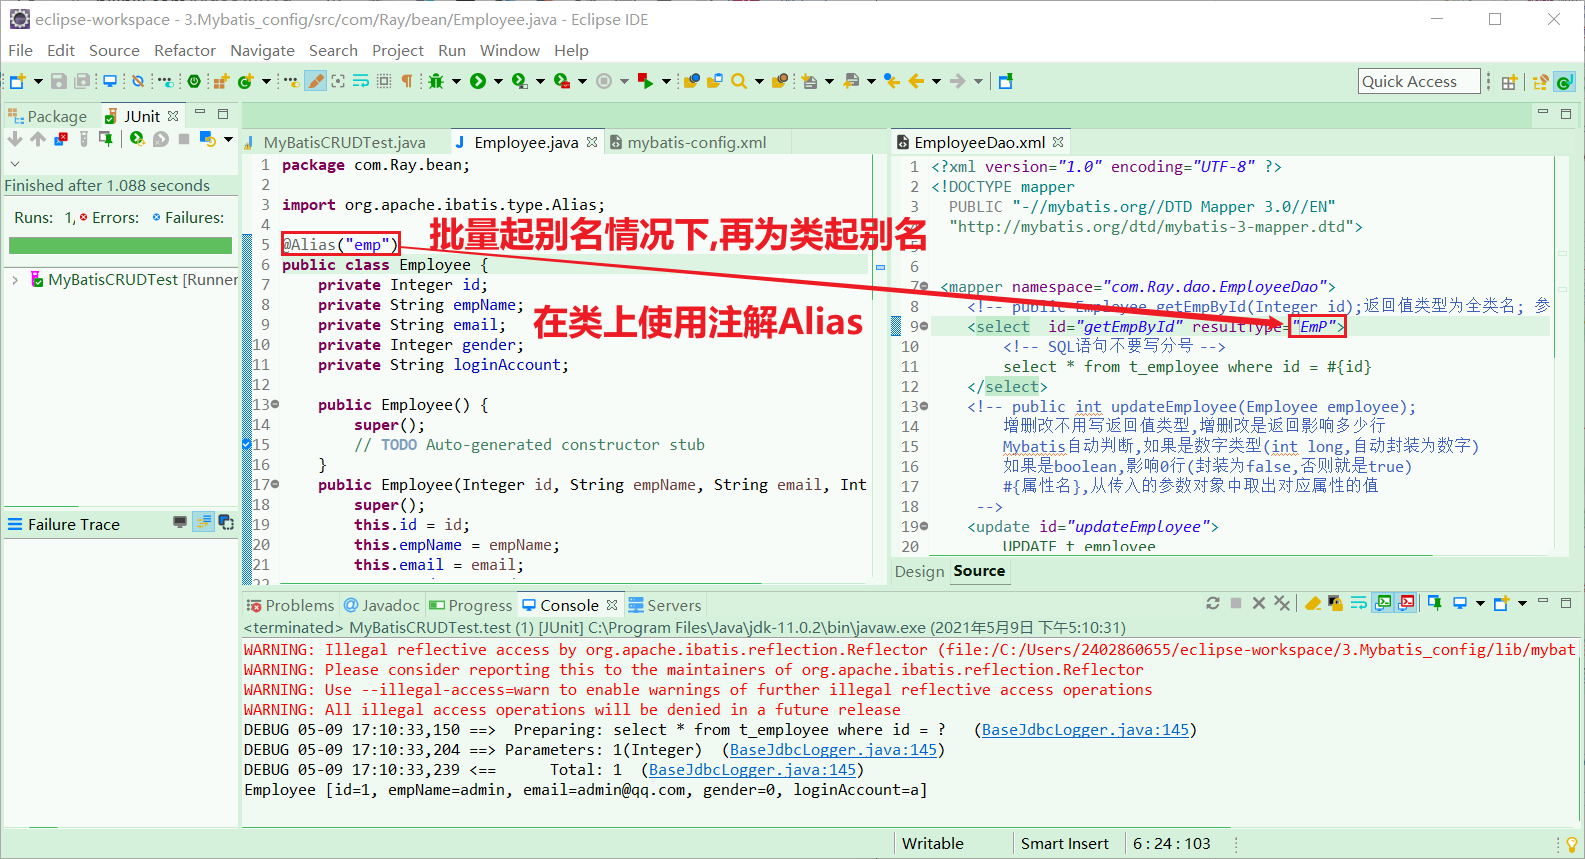 eclipse-workspace - 3.Mybatis_config/src/com/Ray/bean/Employee.java - Eclipse IDE
File Edit Source Refactor Navigate Search Project Run Window Help
Quick Access
Package JUnit
Finished after 1.088 seconds
Runs: 1, Errors: Failures:
MyBatisCRUDTest [Runner
Failure Trace
MyBatisCRUDTest.java Employee.java mybatis-config.xml
1 package com.Ray.bean;
2
3 import org.apache.ibatis.type.Alias;
4
5 @Alias("emp")
6 public class Employee {
7 private Integer id;
8 private String empName;
9 private String email;
10 private Integer gender;
11 private String loginAccount;
12
13 public Employee() {
14 super();
15 // TODO Auto-generated constructor stub
16 }
17 public Employee(Integer id, String empName, String email, Int
18 super();
19 this.id = id;
20 this.empName = empName;
21 this.email = email;
22
批量起别名情况下,再为类起别名
在类上使用注解Alias
EmployeeDao.xml
1 <?xml version="1.0" encoding="UTF-8" ?>
2 <!DOCTYPE mapper
3 PUBLIC "-//mybatis.org//DTD Mapper 3.0//EN"
4 "http://mybatis.org/dtd/mybatis-3-mapper.dtd">
6
7 <mapper namespace="com.Ray.dao.EmployeeDao">
8 <!-- public Employee getEmpById(Integer id);返回值类型为全类名; 参
9 <select id="getEmpById" resultType="EmP">
10 <!-- SQL语句不要写分号 -->
11 select * from t_employee where id = #{id}
12 </select>
13 <!-- public int updateEmployee(Employee employee);
14 增删改不用写返回值类型,增删改是返回影响多少行
15 Mybatis自动判断,如果是数字类型(int long,自动封装为数字)
16 如果是boolean,影响0行(封装为false,否则就是true)
17 #{属性名},从传入的参数对象中取出对应属性的值
18 -->
19 <update id="updateEmployee">
20 UPDATE t_employee
Design Source
Problems Javadoc Progress Console Servers
<terminated> MyBatisCRUDTest.test (1) [JUnit] C:\Program Files\Java\jdk-11.0.2\bin\javaw.exe (2021年5月9日 下午5:10:31)
WARNING: Illegal reflective access by org.apache.ibatis.reflection.Reflector (file:/C:/Users/2402860655/eclipse-workspace/3.Mybatis_config/lib/mybat
WARNING: Please consider reporting this to the maintainers of org.apache.ibatis.reflection.Reflector
WARNING: Use --illegal-access=warn to enable warnings of further illegal reflective access operations
WARNING: All illegal access operations will be denied in a future release
DEBUG 05-09 17:10:33,150 ==> Preparing: select * from t_employee where id = ? (BaseJdbcLogger.java:145)
DEBUG 05-09 17:10:33,204 ==> Parameters: 1(Integer) (BaseJdbcLogger.java:145)
DEBUG 05-09 17:10:33,239 <== Total: 1 (BaseJdbcLogger.java:145)
Employee [id=1, empName=admin, email=admin@qq.com, gender=0, loginAccount=a]
Writable Smart Insert 6 : 24 : 103